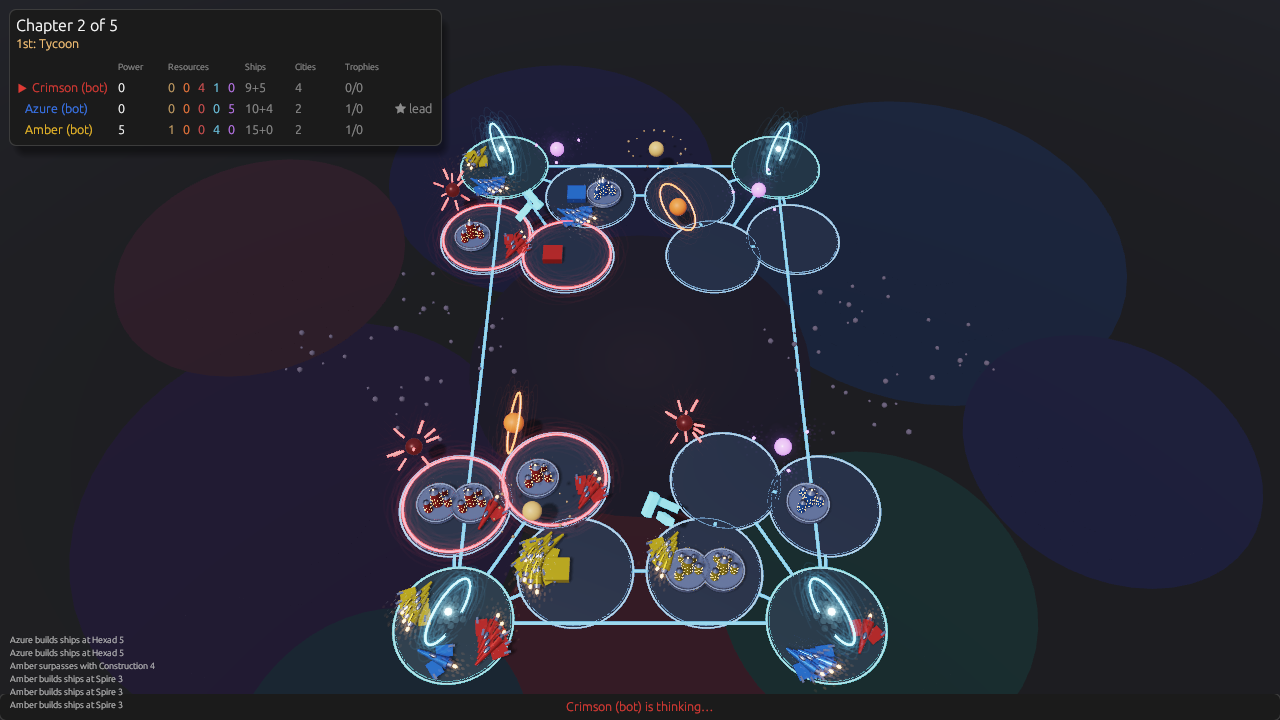 Chapter 2 of 5
1st: Tycoon
Power Resources Ships Cities Trophies
Crimson (bot) 0 0 0 4 1 0 9+5 4 0/0
Azure (bot) 0 0 0 0 0 5 10+4 2 1/0 lead
Amber (bot) 5 1 0 0 4 0 15+0 2 1/0
Azure builds ships at Hexad 5
Azure builds ships at Hexad 5
Amber surpasses with Construction 4
Amber builds ships at Spire 3
Amber builds ships at Spire 3
Amber builds ships at Spire 3
Crimson (bot) is thinking...